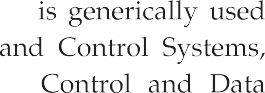 is generically used
and Control Systems,
Control and Data